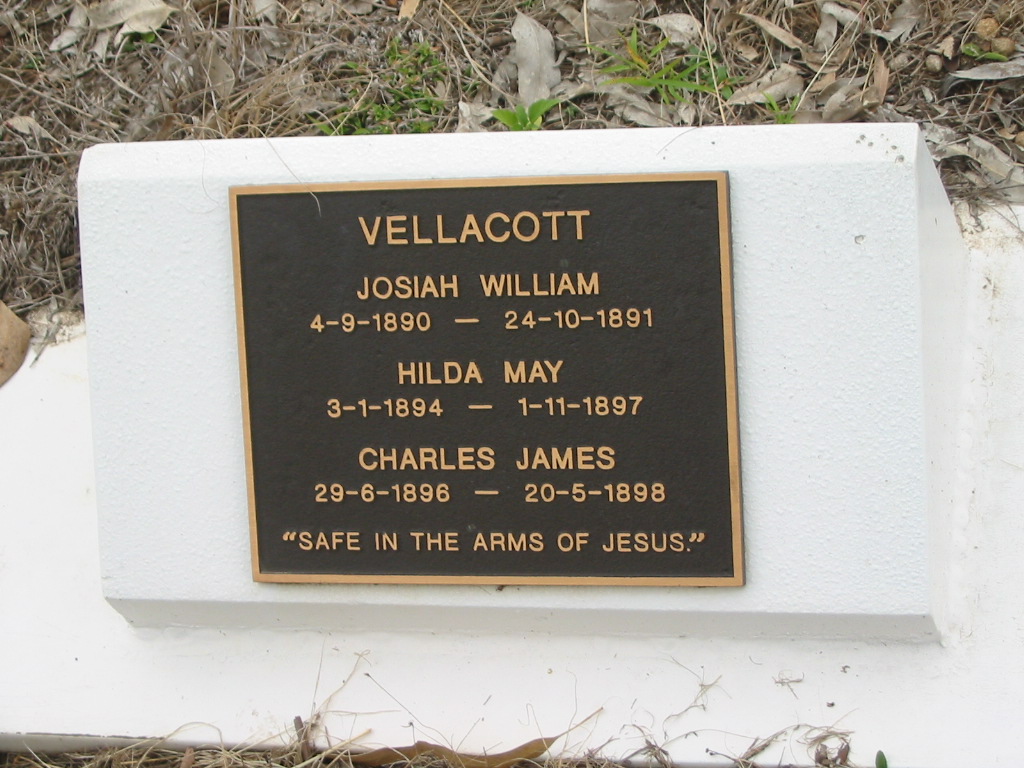 VELLACOTT
JOSIAH WILLIAM
4-9-1890 — 24-10-1891
HILDA MAY
3-1-1894 — 1-11-1897
CHARLES JAMES
29-6-1896 — 20-5-1898
“SAFE IN THE ARMS OF JESUS.”